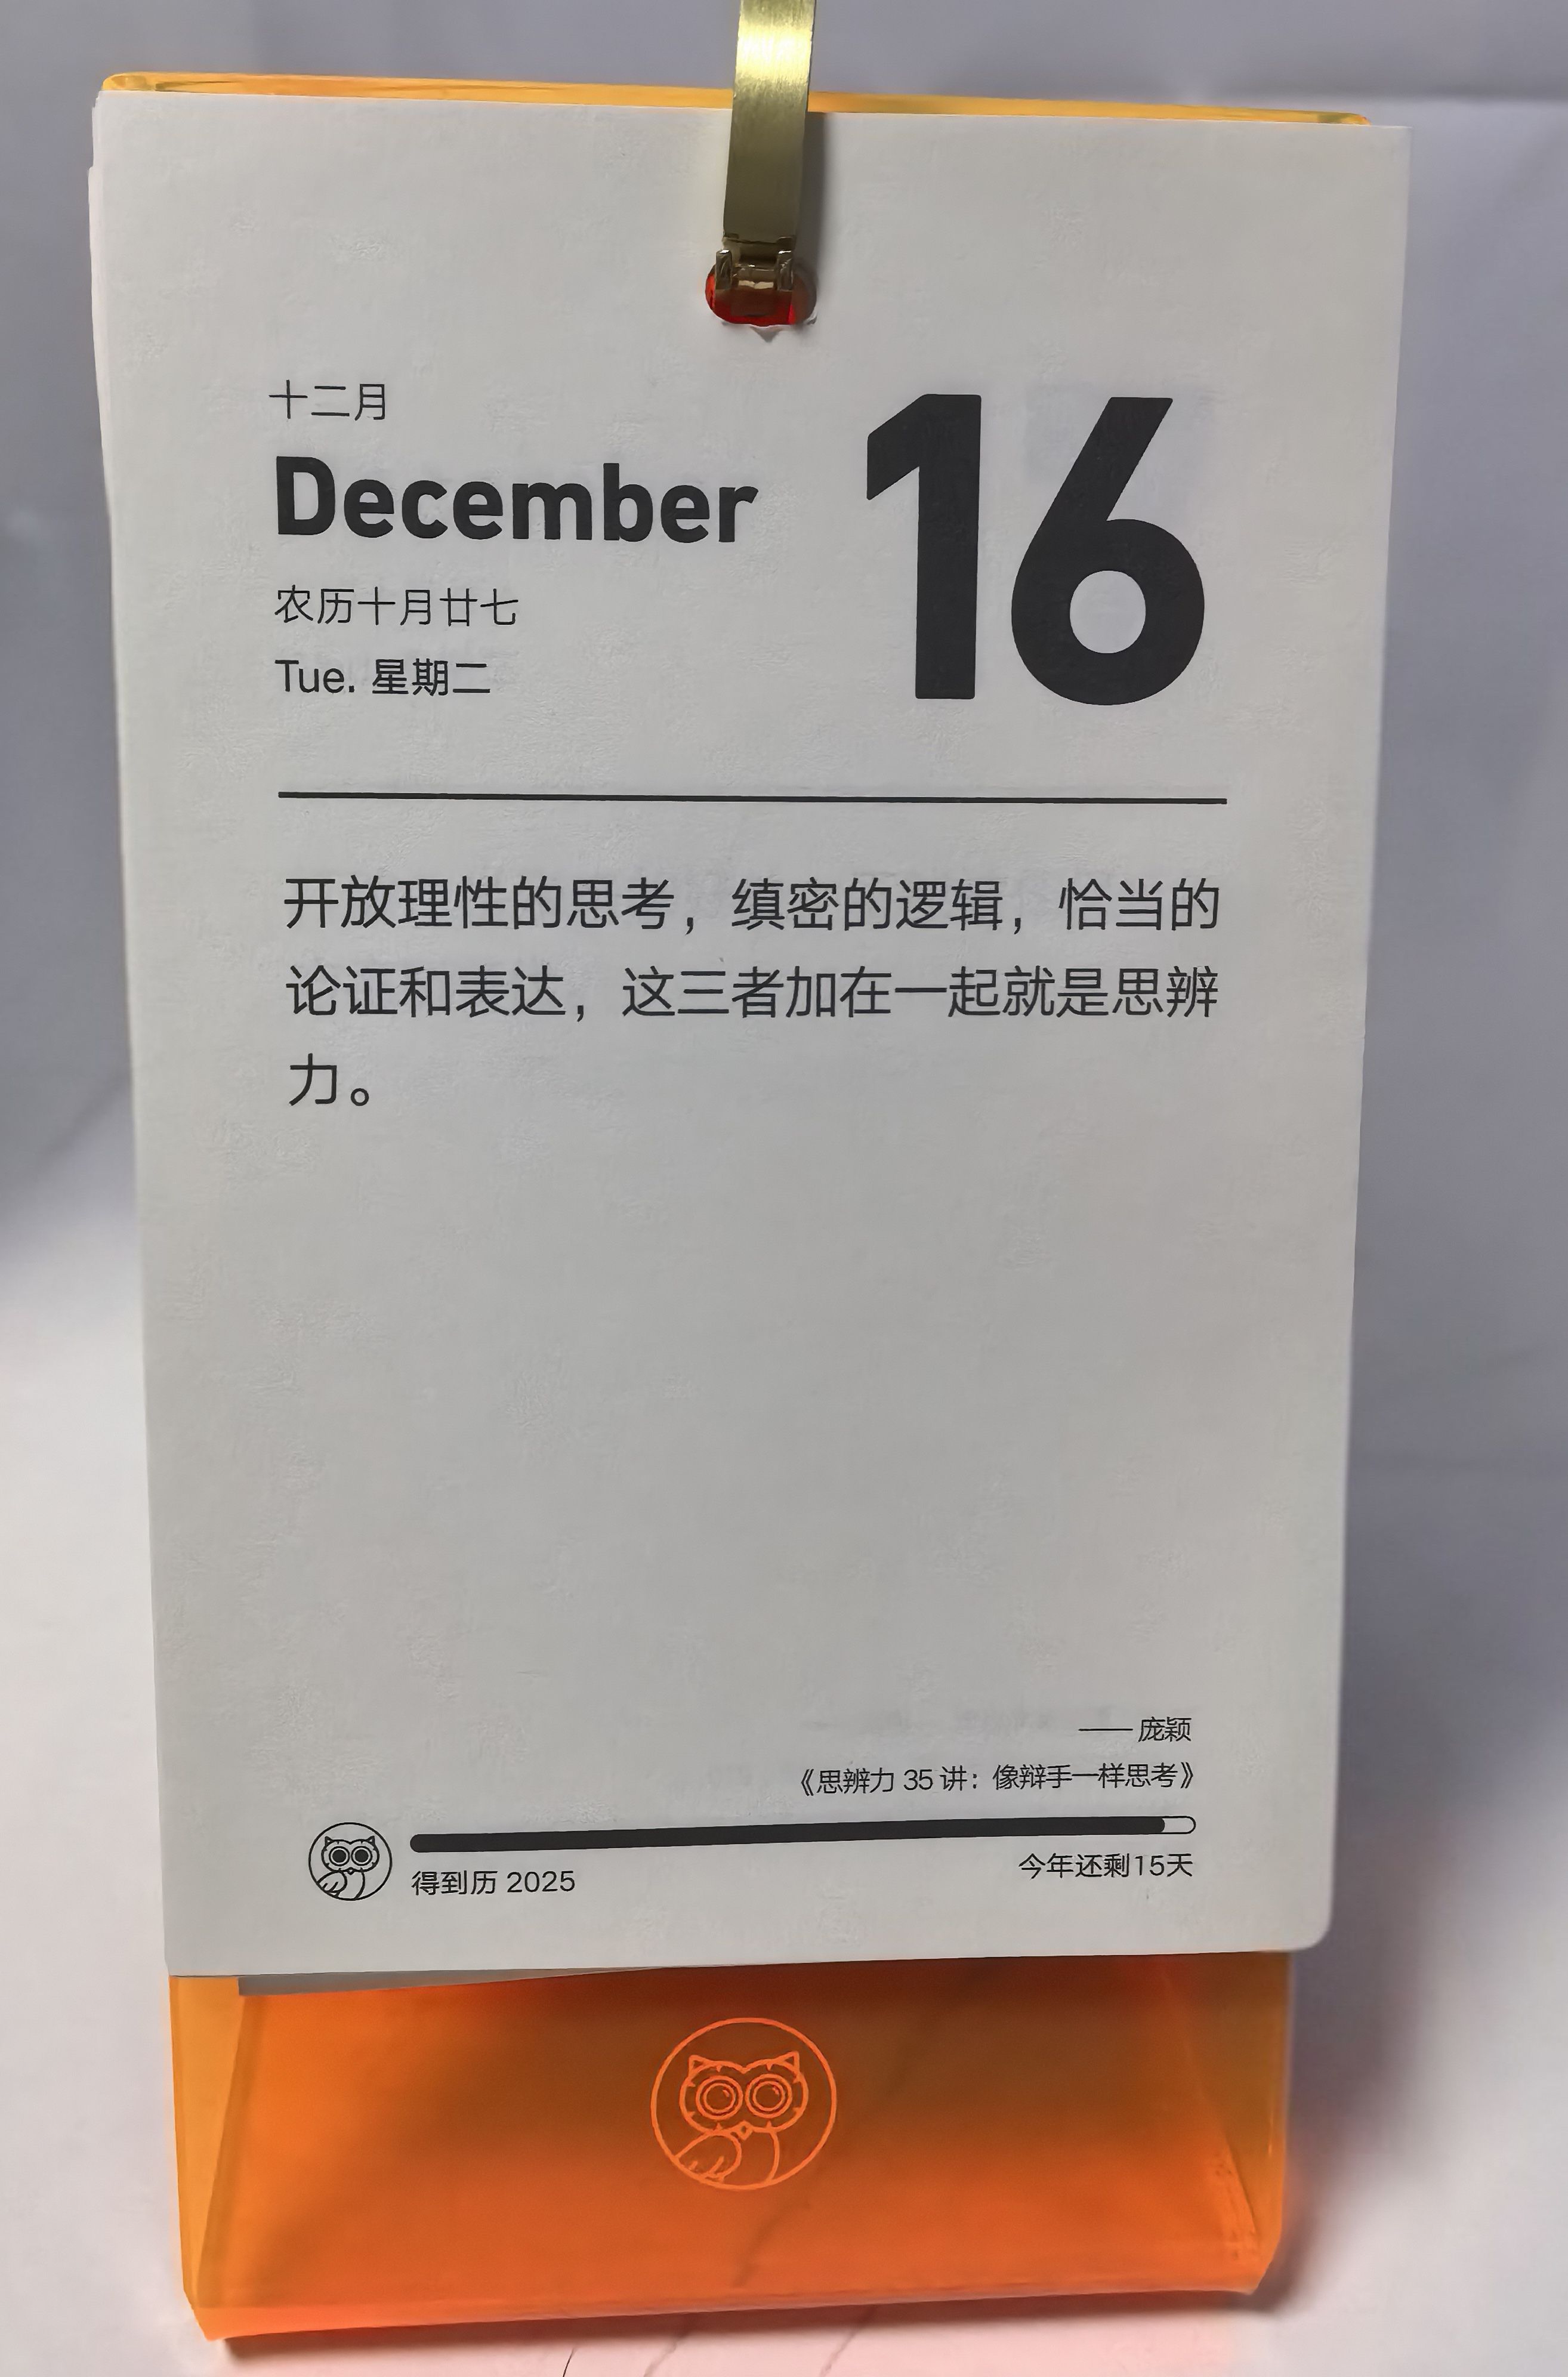 十二月
December
16
农历十月廿七
Tue. 星期二
开放理性的思考，缜密的逻辑，恰当的
论证和表达，这三者加在一起就是思辨
力。
—— 庞颖
《思辨力 35 讲：像辩手一样思考》
得到历 2025
今年还剩15天